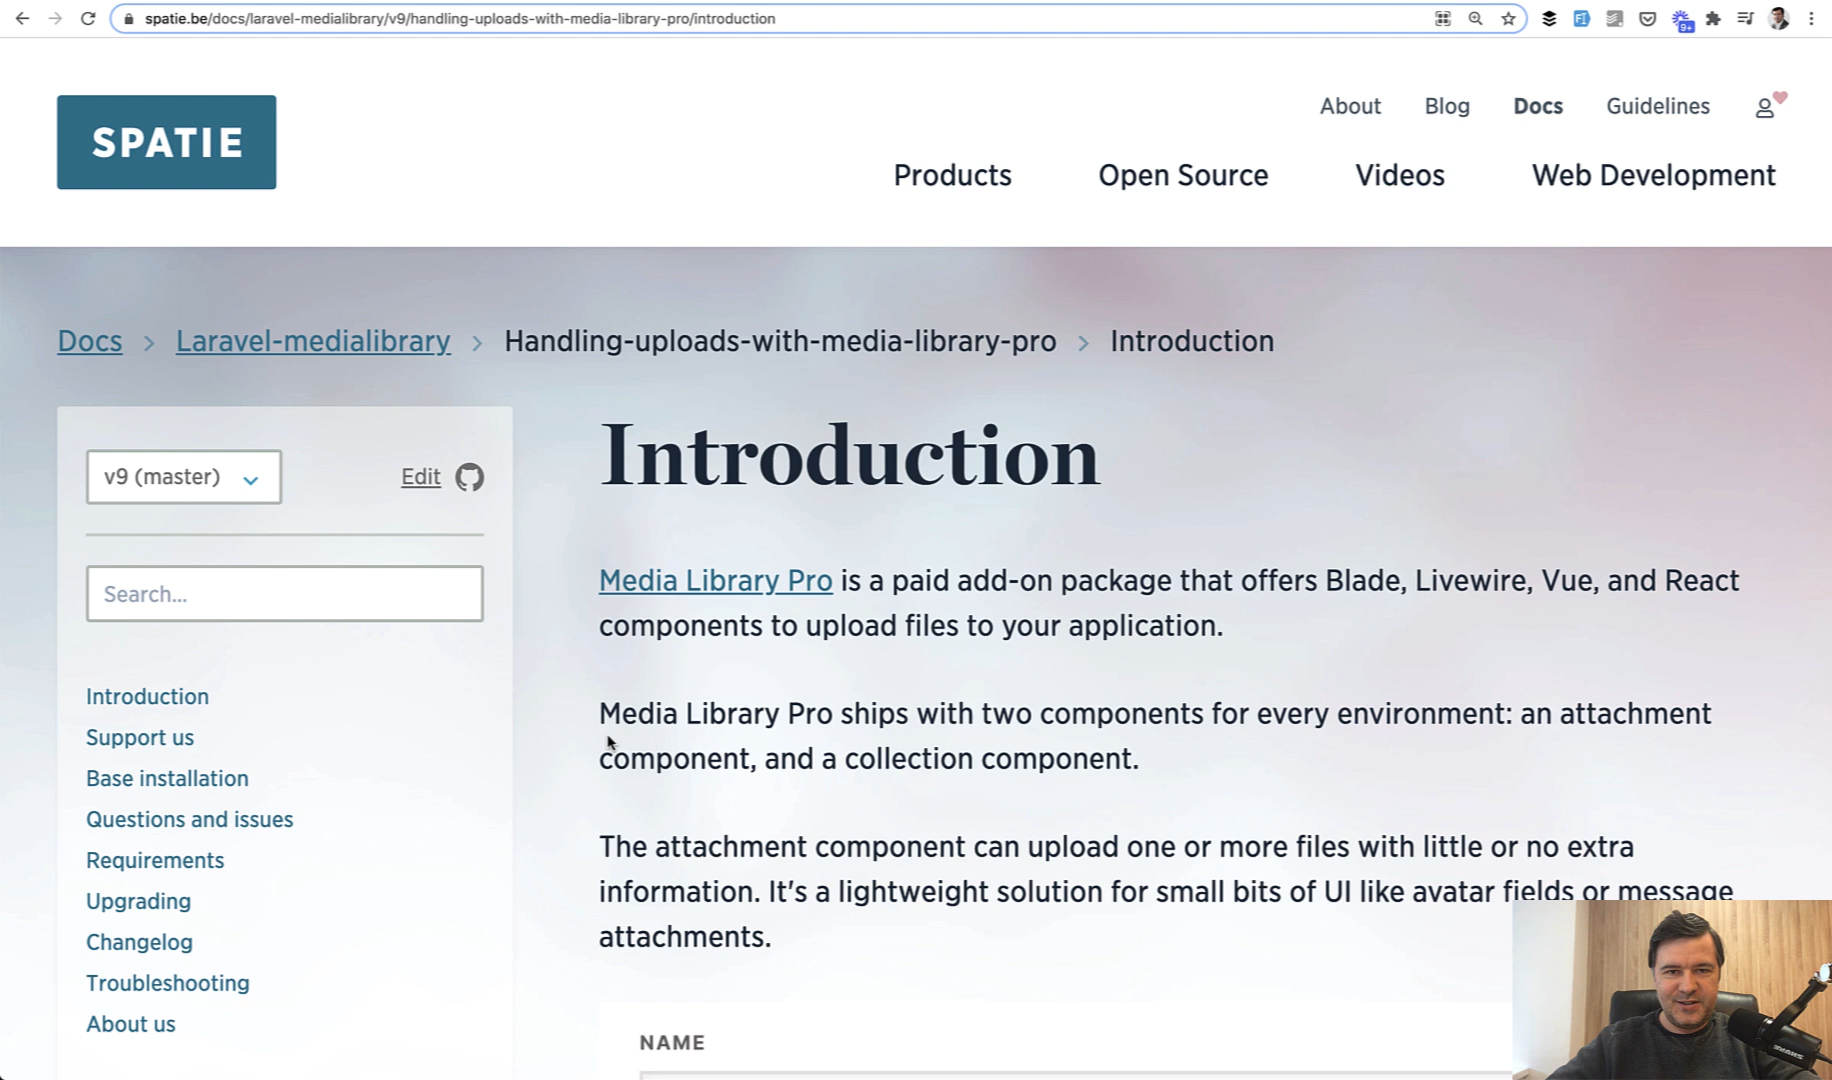 spatie.be/docs/laravel-medialibrary/v9/handling-uploads-with-media-library-pro/introduction
9+
SPATIE
About
Blog
Docs
Guidelines
Products
Open Source
Videos
Web Development
Docs > Laravel-medialibrary > Handling-uploads-with-media-library-pro > Introduction
v9 (master)
Edit
Search...
Introduction
Support us
Base installation
Questions and issues
Requirements
Upgrading
Changelog
Troubleshooting
About us
Introduction
Media Library Pro is a paid add-on package that offers Blade, Livewire, Vue, and React
components to upload files to your application.
Media Library Pro ships with two components for every environment: an attachment
component, and a collection component.
The attachment component can upload one or more files with little or no extra
information. It's a lightweight solution for small bits of UI like avatar fields or message
attachments.
NAME